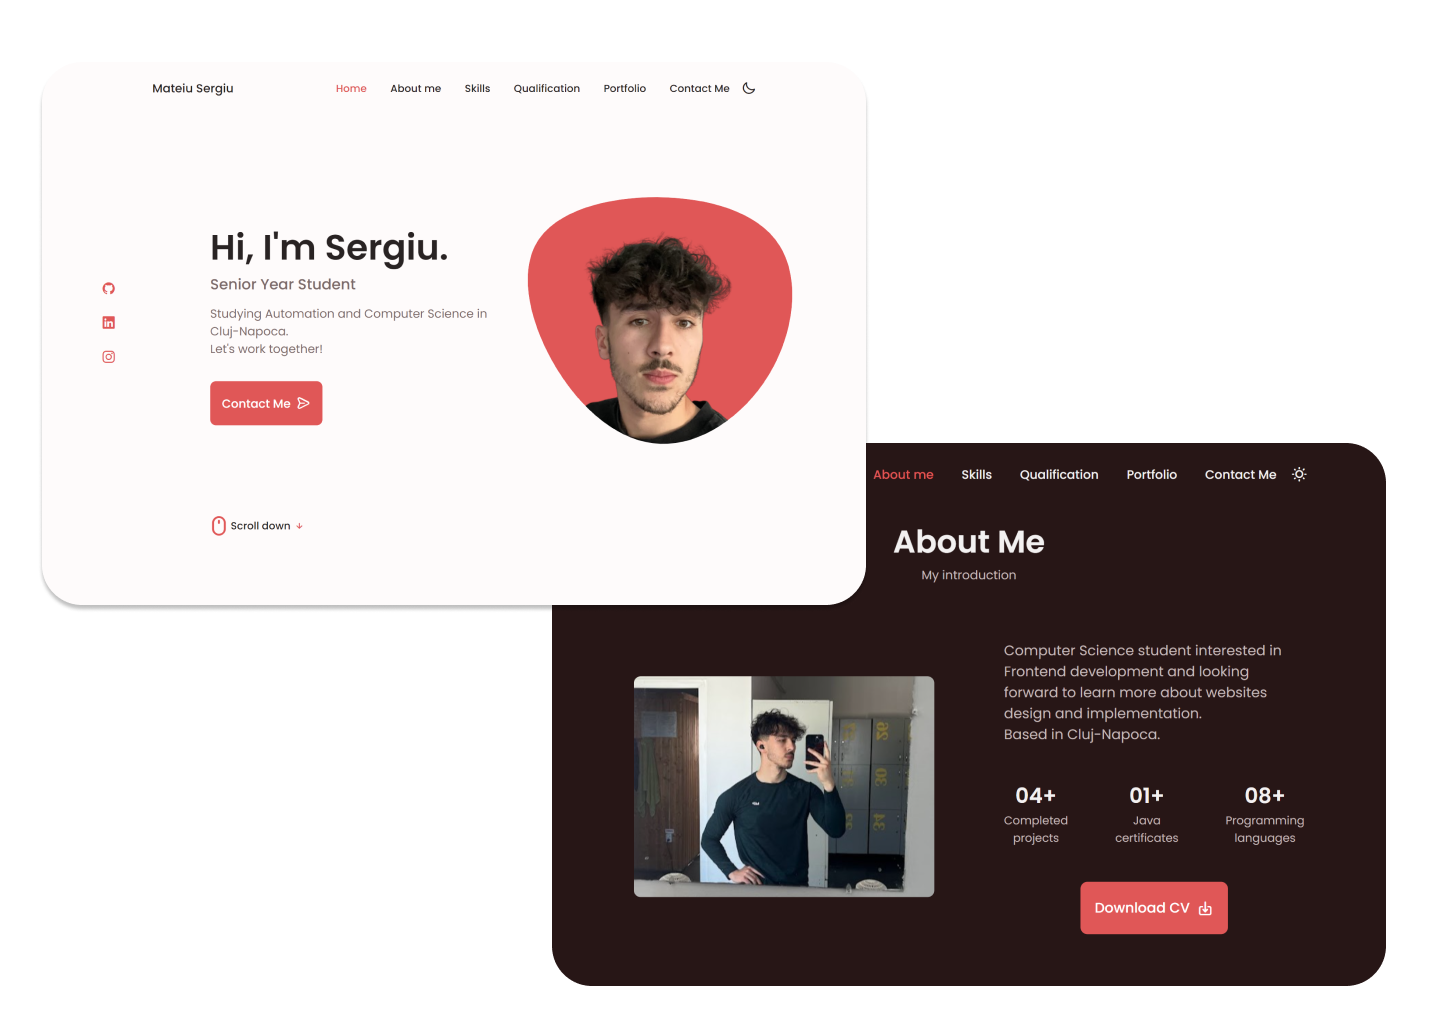 Mateiu Sergiu
Home About me Skills Qualification Portfolio Contact Me
Hi, I'm Sergiu.
Senior Year Student
Studying Automation and Computer Science in
Cluj-Napoca.
Let's work together!
Contact Me
Scroll down
About me Skills Qualification Portfolio Contact Me
About Me
My introduction
Computer Science student interested in
Frontend development and looking
forward to learn more about websites
design and implementation.
Based in Cluj-Napoca.
04+ 01+ 08+
Completed Java Programming
projects certificates languages
Download CV
26
30
34